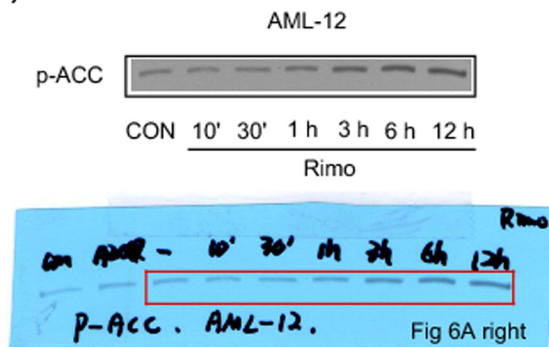 AML-12
p-ACC
CON 10' 30' 1 h 3 h 6 h 12 h
Rimo
Rimo
con - 10' 30' 1h 3h 6h 12h
P-ACC. AML-12.
Fig 6A right